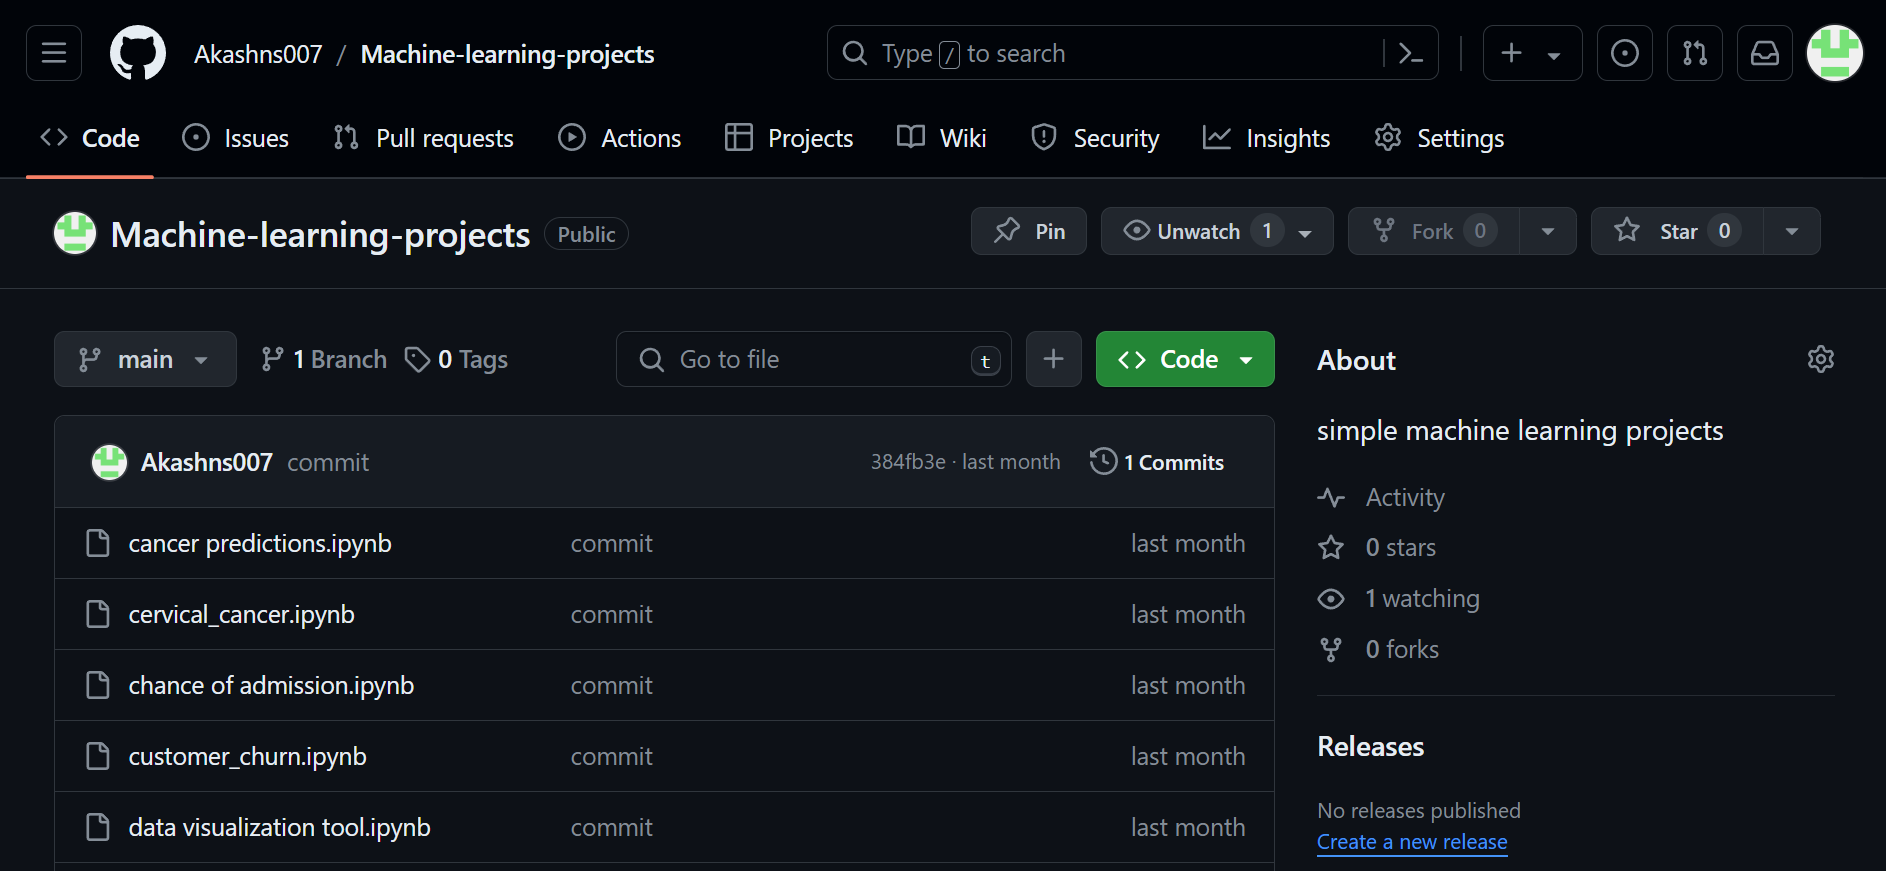 Akashns007 / Machine-learning-projects
Type / to search
Code Issues Pull requests Actions Projects Wiki Security Insights Settings
Machine-learning-projects Public
Pin Unwatch 1 Fork 0 Star 0
main 1 Branch 0 Tags Go to file t Code
Akashns007 commit 384fb3e · last month 1 Commits
cancer predictions.ipynb commit last month
cervical_cancer.ipynb commit last month
chance of admission.ipynb commit last month
customer_churn.ipynb commit last month
data visualization tool.ipynb commit last month
About
simple machine learning projects
Activity
0 stars
1 watching
0 forks
Releases
No releases published
Create a new release